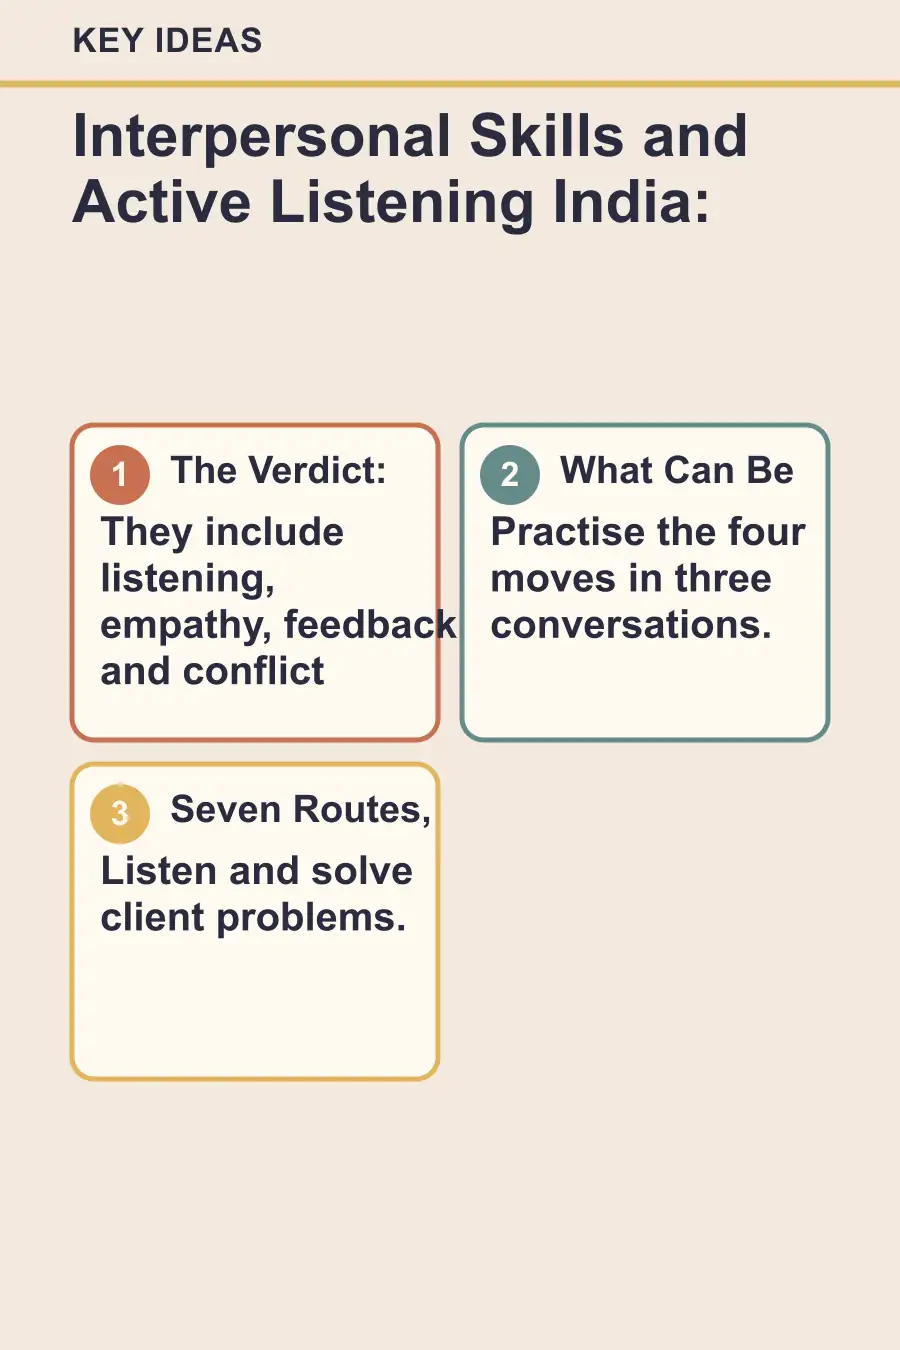 KEY IDEAS
Interpersonal Skills and
Active Listening India:
1 The Verdict:
They include
listening,
empathy, feedback
and conflict
2 What Can Be
Practise the four
moves in three
conversations.
3 Seven Routes,
Listen and solve
client problems.